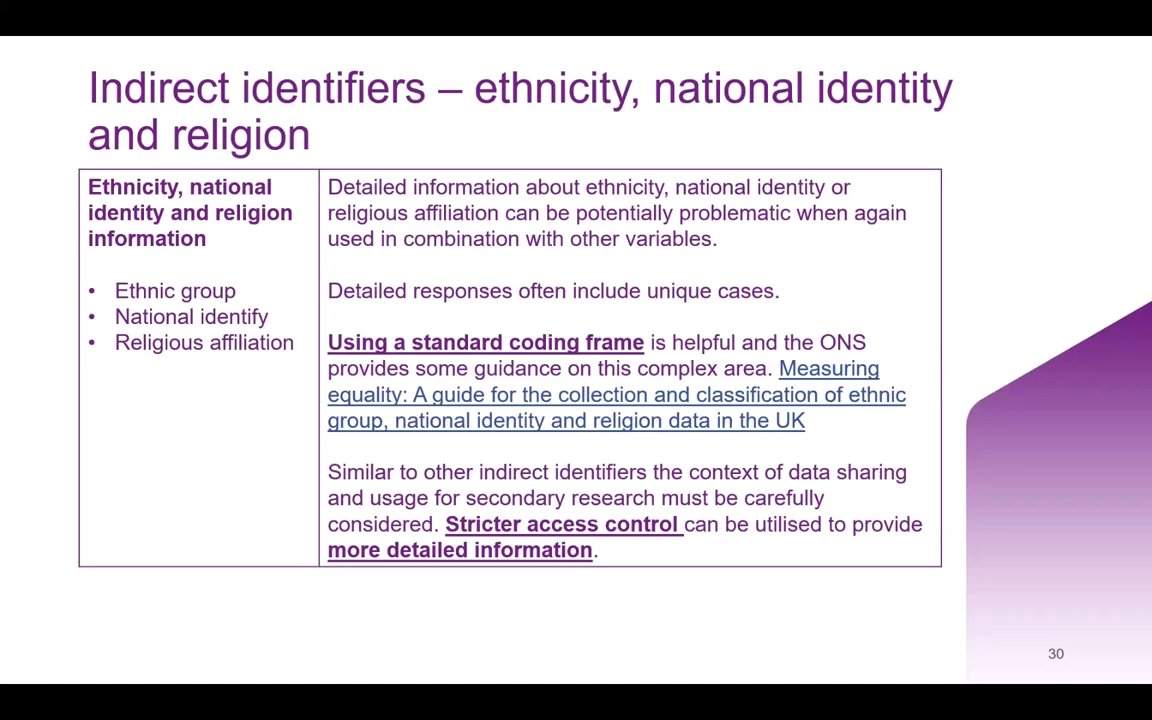 Indirect identifiers – ethnicity, national identity
and religion
Ethnicity, national
identity and religion
information
• Ethnic group
• National identify
• Religious affiliation
Detailed information about ethnicity, national identity or
religious affiliation can be potentially problematic when again
used in combination with other variables.
Detailed responses often include unique cases.
Using a standard coding frame is helpful and the ONS
provides some guidance on this complex area. Measuring
equality: A guide for the collection and classification of ethnic
group, national identity and religion data in the UK
Similar to other indirect identifiers the context of data sharing
and usage for secondary research must be carefully
considered. Stricter access control can be utilised to provide
more detailed information.
30